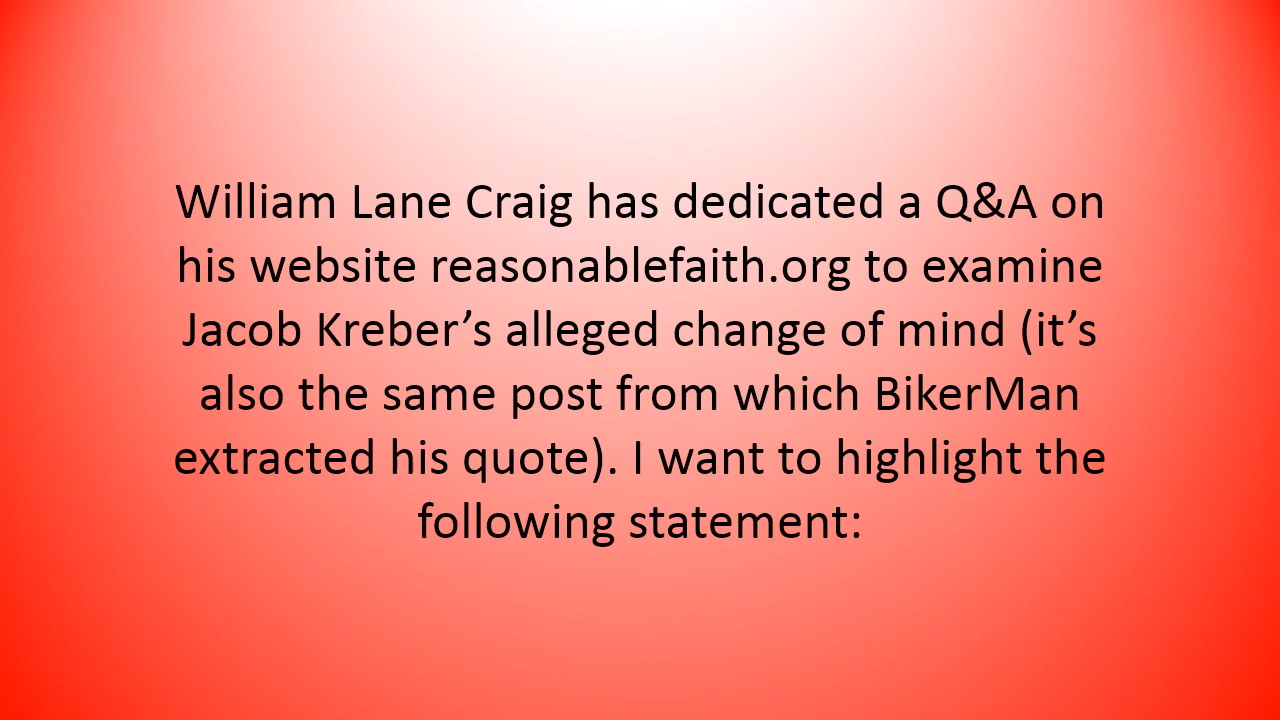 William Lane Craig has dedicated a Q&A on
his website reasonablefaith.org to examine
Jacob Kreber’s alleged change of mind (it’s
also the same post from which BikerMan
extracted his quote). I want to highlight the
following statement: